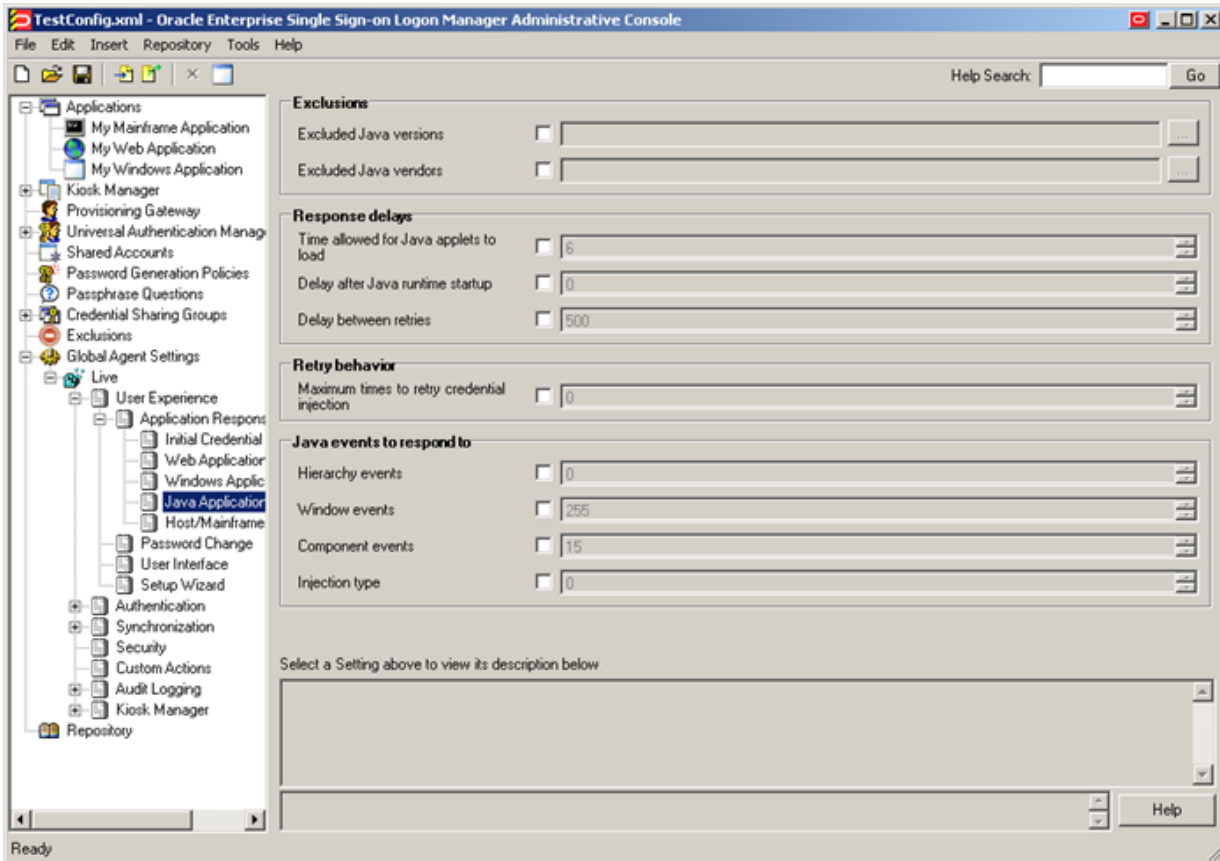 TestConfig.xml - Oracle Enterprise Single Sign-on Logon Manager Administrative Console
File Edit Insert Repository Tools Help
Help Search: Go
Applications
My Mainframe Application
My Web Application
My Windows Application
Kiosk Manager
Provisioning Gateway
Universal Authentication Manage
Shared Accounts
Password Generation Policies
Passphrase Questions
Credential Sharing Groups
Exclusions
Global Agent Settings
Live
User Experience
Application Respons
Initial Credential
Web Application
Windows Applic
Java Application
Host/Mainframe
Password Change
User Interface
Setup Wizard
Authentication
Synchronization
Security
Custom Actions
Audit Logging
Kiosk Manager
Repository
Exclusions
Excluded Java versions ...
Excluded Java vendors ...
Response delays
Time allowed for Java applets to
load
6
Delay after Java runtime startup 0
Delay between retries 500
Retry behavior
Maximum times to retry credential
injection
0
Java events to respond to
Hierarchy events 0
Window events 255
Component events 15
Injection type 0
Select a Setting above to view its description below
Help
Ready